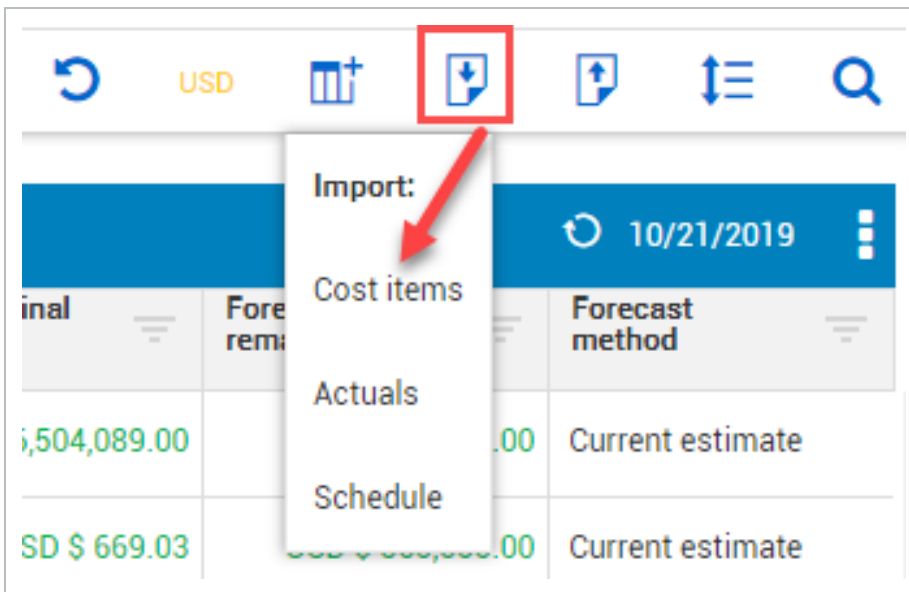 USD
Import:
10/21/2019
Cost items
inal
Fore
Forecast
rema
method
Actuals
,504,089.00
.00
Current estimate
Schedule
SD $ 669.03
.00
Current estimate